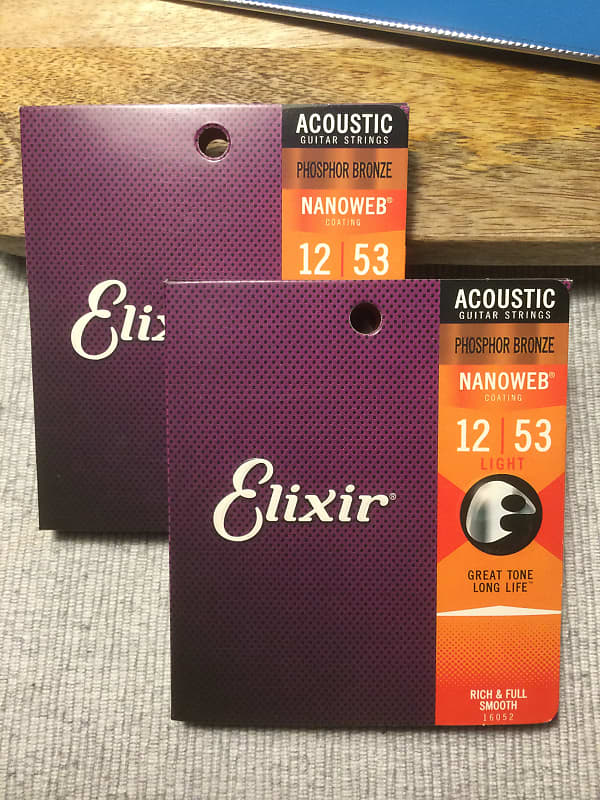 ACOUSTIC
GUITAR STRINGS
PHOSPHOR BRONZE
NANOWEB®
COATING
12 | 53
ACOUSTIC
GUITAR STRINGS
PHOSPHOR BRONZE
NANOWEB®
COATING
12 | 53
LIGHT
Elixir®
GREAT TONE
LONG LIFE™
RICH & FULL
SMOOTH
16052